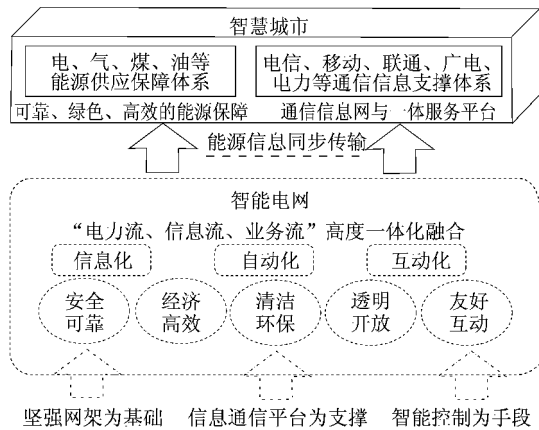 智慧城市
电、气、煤、油等
能源供应保障体系
电信、移动、联通、广电、
电力等通信信息支撑体系
可靠、绿色、高效的能源保障
通信信息网与一体服务平台
能源信息同步传输
智能电网
“电力流、信息流、业务流”高度一体化融合
信息化
自动化
互动化
安全
可靠
经济
高效
清洁
环保
透明
开放
友好
互动
坚强网架为基础
信息通信平台为支撑
智能控制为手段